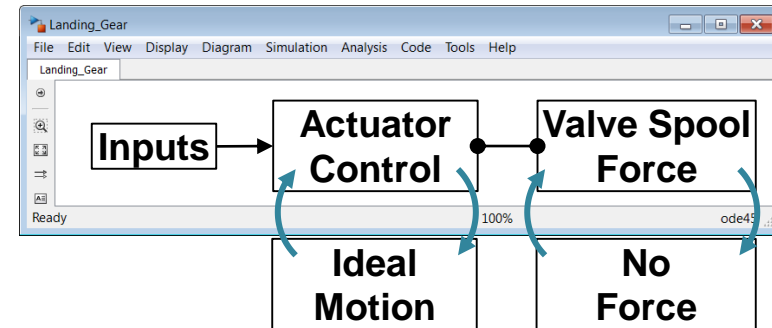 Landing_Gear
File Edit View Display Diagram Simulation Analysis Code Tools Help
Landing_Gear
Inputs
Actuator
Control
Valve Spool
Force
Ready 100% ode45
Ideal
Motion
No
Force